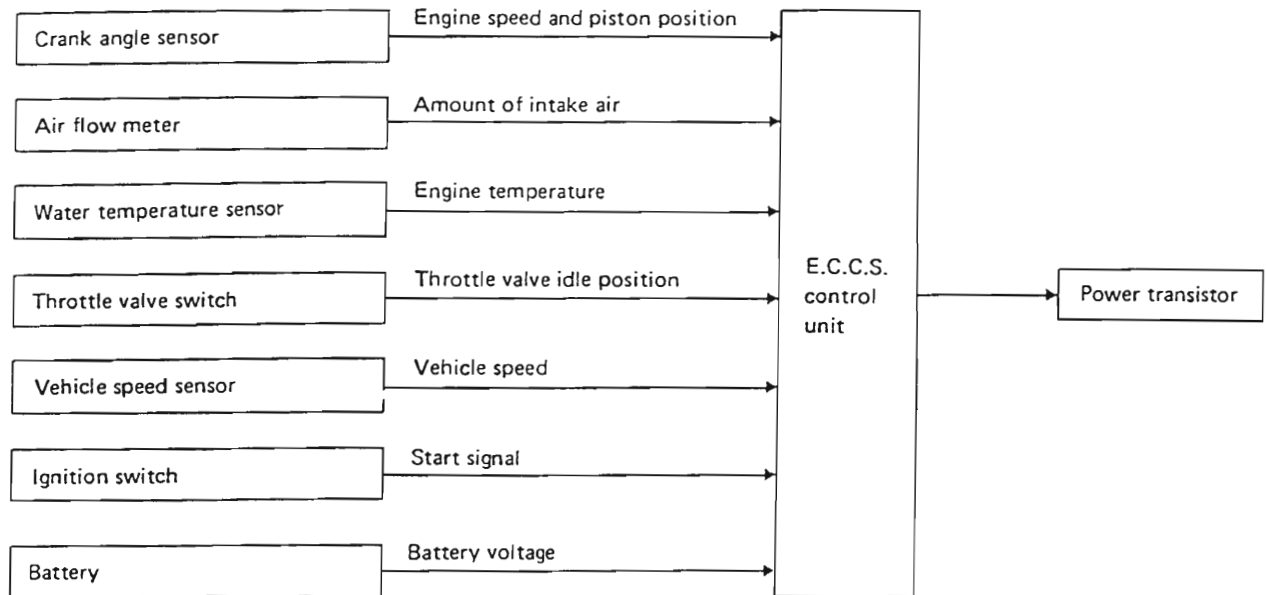 Crank angle sensor
Engine speed and piston position
Air flow meter
Amount of intake air
Water temperature sensor
Engine temperature
Throttle valve switch
Throttle valve idle position
Vehicle speed sensor
Vehicle speed
Ignition switch
Start signal
Battery
Battery voltage
E.C.C.S.
control
unit
Power transistor